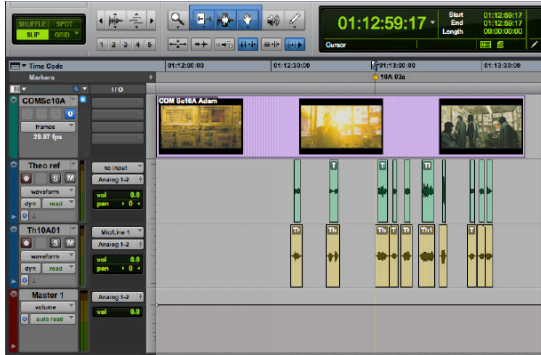 SHUFFLE SPOT
SLIP GRID
1 2 3 4 5
01:12:59:17
Start 01:12:59:17
End 01:12:59:17
Length 00:00:00:00
Cursor
Time Code
01:12:00:00 01:12:30:00 01:13:00:00 01:13:30:00
Markers
10A 03a
I/O
COMSc10A
COM Sc10A Adam
frames
29.97 fps
Theo ref
no input
S M
Analog 1-2
waveform
vol 0.0
dyn read
pan 0
Th10A01
Mic/Line 1
S M
Analog 1-2
waveform
vol 0.0
dyn read
pan 0
Master 1
Analog 1-2
volume
vol 0.0
auto read